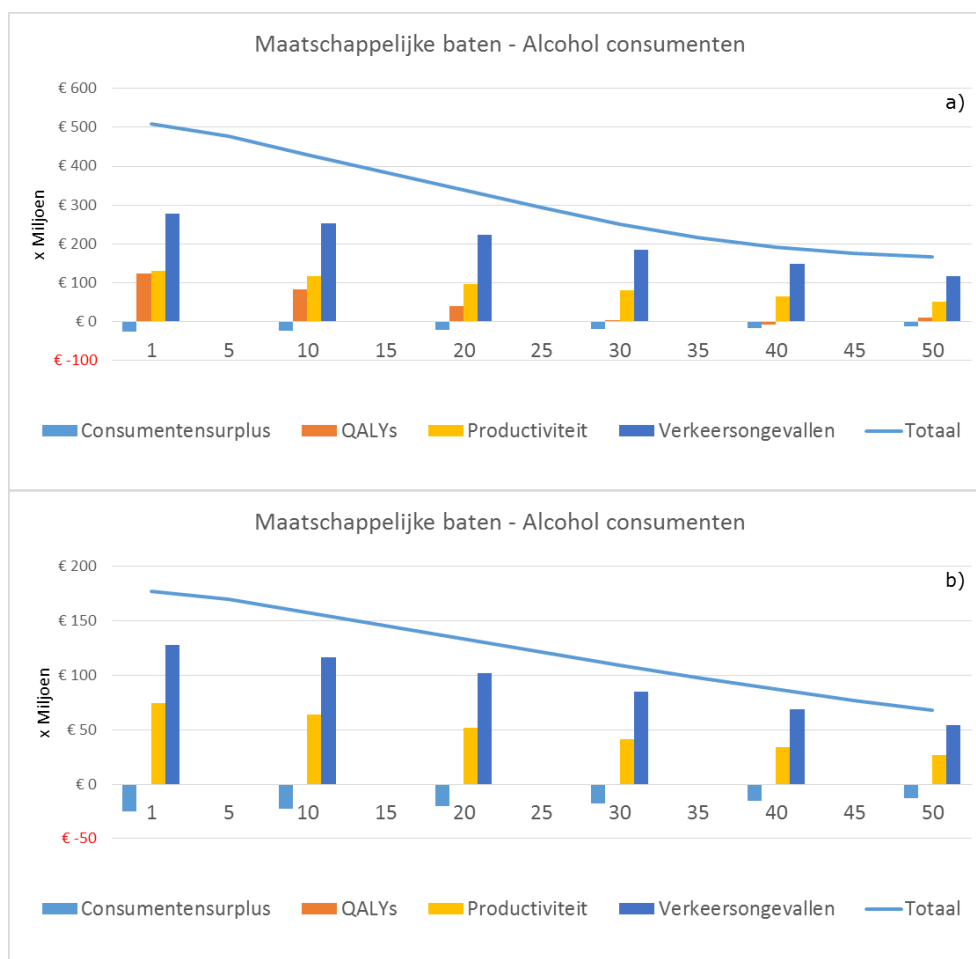 Maatschappelijke baten - Alcohol consumenten
a)
€ 600
€ 500
€ 400
€ 300
€ 200
€ 100
€ 0
€ -100
x Miljoen
1 5 10 15 20 25 30 35 40 45 50
Consumentensurplus QALYs Productiviteit Verkeersongevallen Totaal
Maatschappelijke baten - Alcohol consumenten
b)
€ 200
€ 150
€ 100
€ 50
€ 0
€ -50
x Miljoen
1 5 10 15 20 25 30 35 40 45 50
Consumentensurplus QALYs Productiviteit Verkeersongevallen Totaal